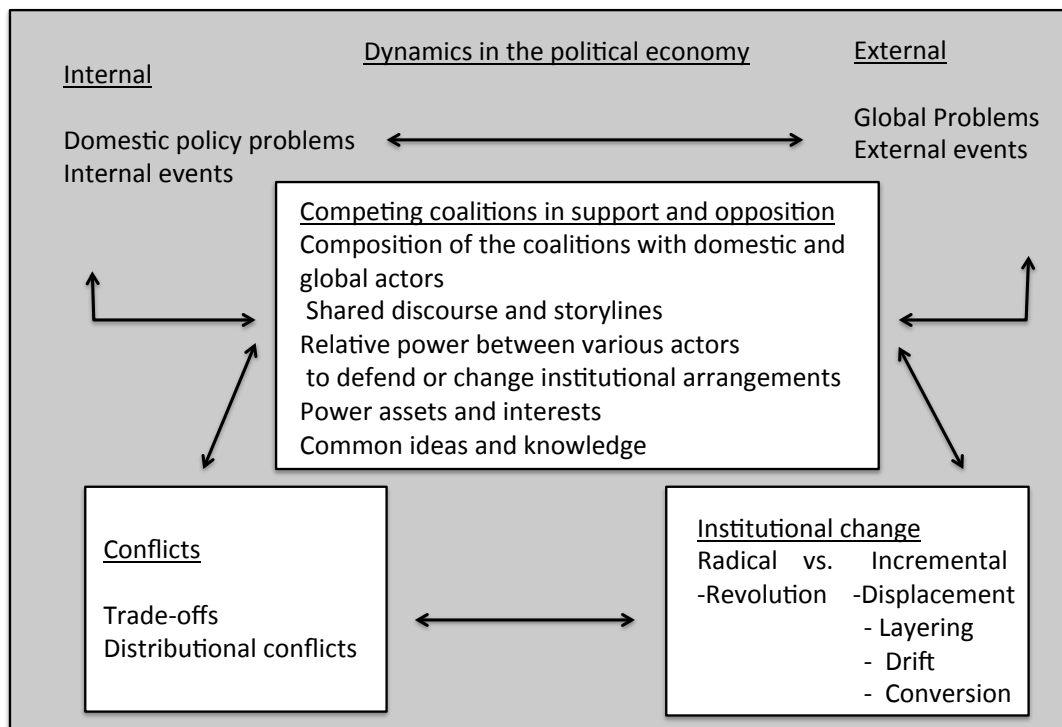 Dynamics in the political economy
Internal
External
Domestic policy problems
Internal events
Global Problems
External events
Competing coalitions in support and opposition
Composition of the coalitions with domestic and
global actors
Shared discourse and storylines
Relative power between various actors
to defend or change institutional arrangements
Power assets and interests
Common ideas and knowledge
Conflicts
Trade-offs
Distributional conflicts
Institutional change
Radical vs. Incremental
-Revolution -Displacement
- Layering
- Drift
- Conversion